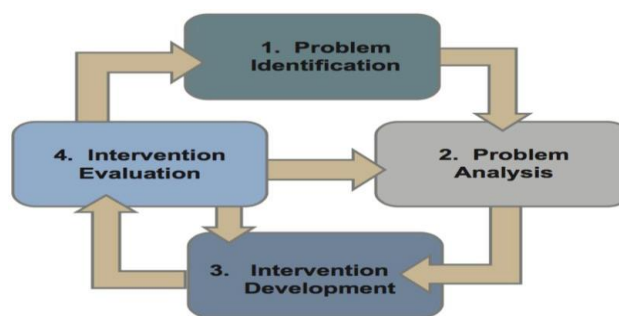 1. Problem
Identification
2. Problem
Analysis
3. Intervention
Development
4. Intervention
Evaluation